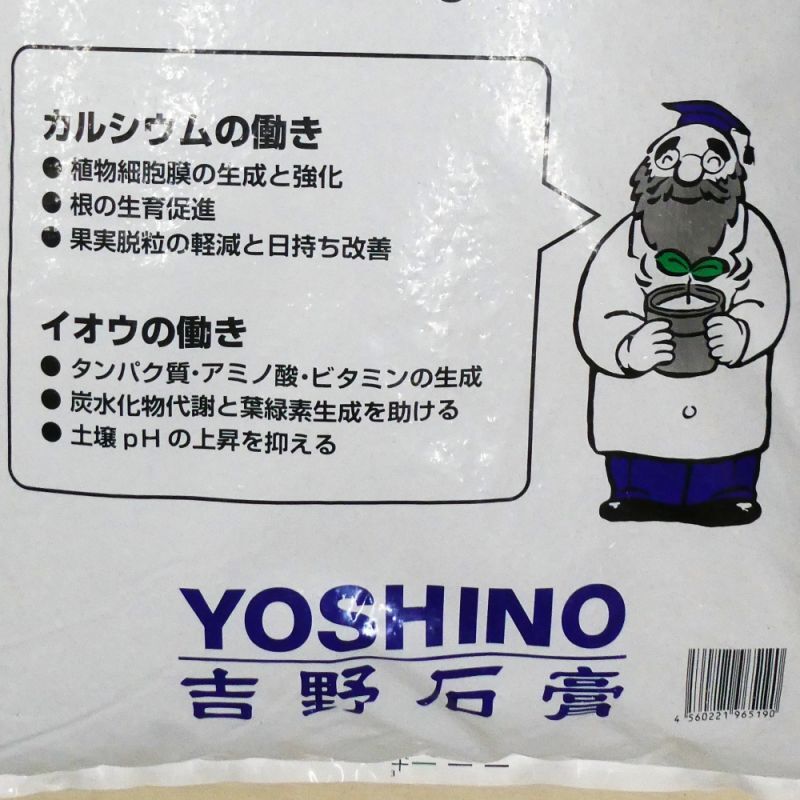 カルシウムの働き
● 植物細胞膜の生成と強化
● 根の生育促進
● 果実脱粒の軽減と日持ち改善
イオウの働き
● タンパク質・アミノ酸・ビタミンの生成
● 炭水化物代謝と葉緑素生成を助ける
● 土壌pHの上昇を抑える
YOSHINO
吉野石膏
4 560221 965190